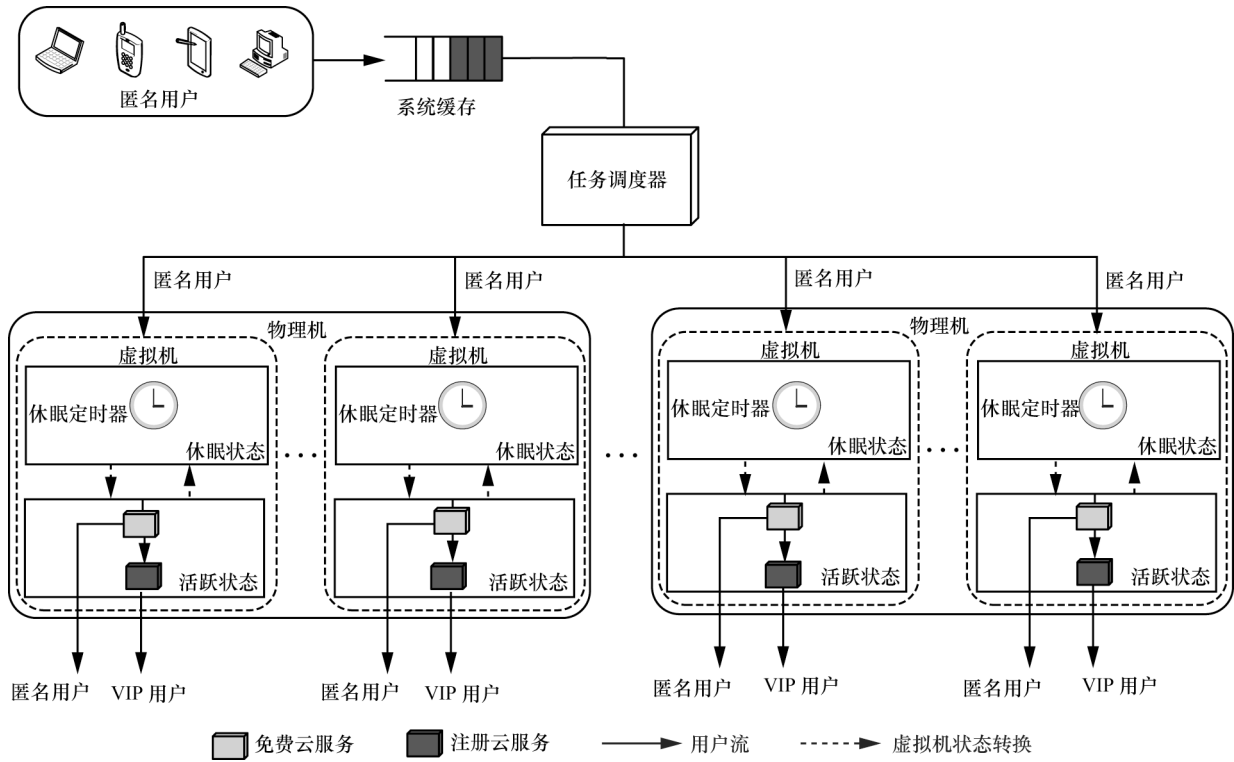 匿名用户
系统缓存
任务调度器
匿名用户
匿名用户
匿名用户
匿名用户
物理机
虚拟机
休眠定时器
休眠状态
活跃状态
虚拟机
休眠定时器
休眠状态
活跃状态
物理机
虚拟机
休眠定时器
休眠状态
活跃状态
虚拟机
休眠定时器
休眠状态
活跃状态
...
...
...
匿名用户
VIP 用户
匿名用户
VIP 用户
匿名用户
VIP 用户
匿名用户
VIP 用户
免费云服务
注册云服务
用户流
虚拟机状态转换